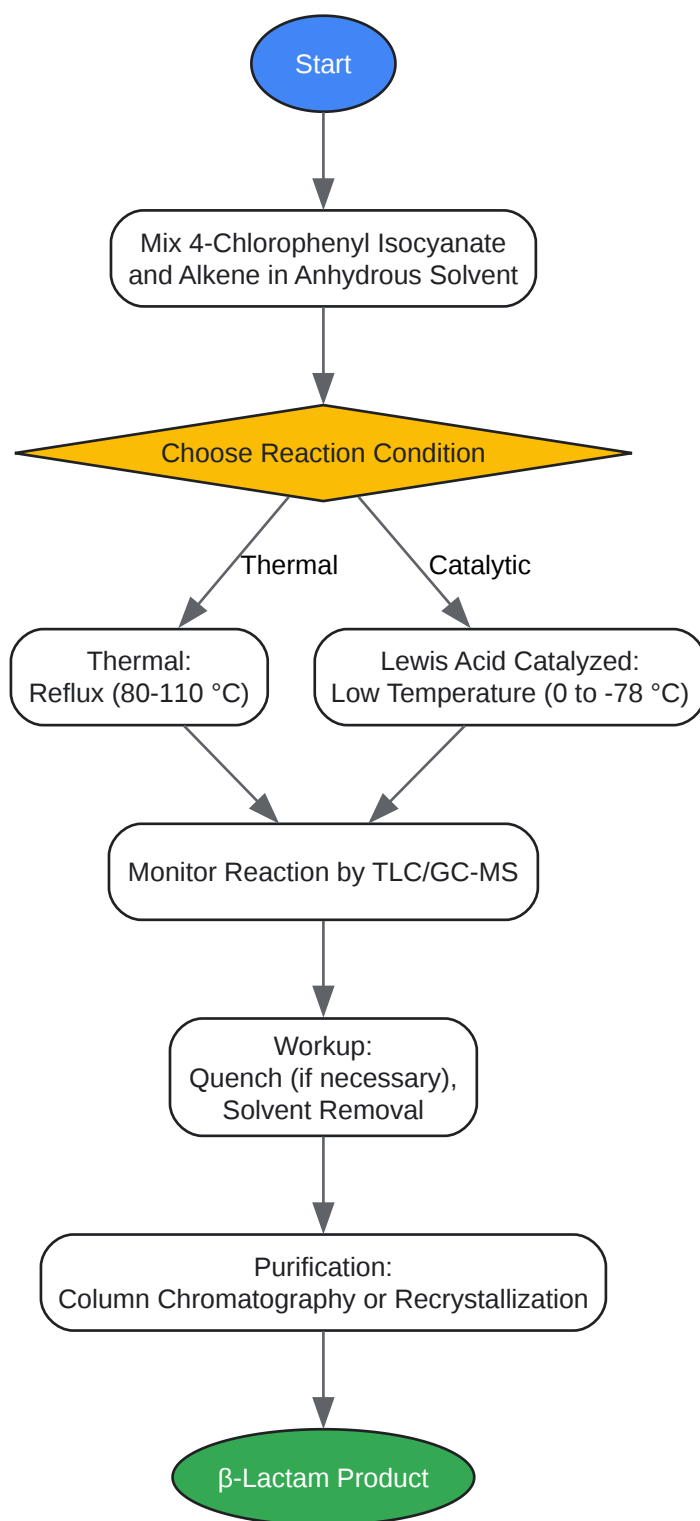 Start
Mix 4-Chlorophenyl Isocyanate
and Alkene in Anhydrous Solvent
Choose Reaction Condition
Thermal
Catalytic
Thermal:
Reflux (80-110 °C)
Lewis Acid Catalyzed:
Low Temperature (0 to -78 °C)
Monitor Reaction by TLC/GC-MS
Workup:
Quench (if necessary),
Solvent Removal
Purification:
Column Chromatography or Recrystallization
β-Lactam Product